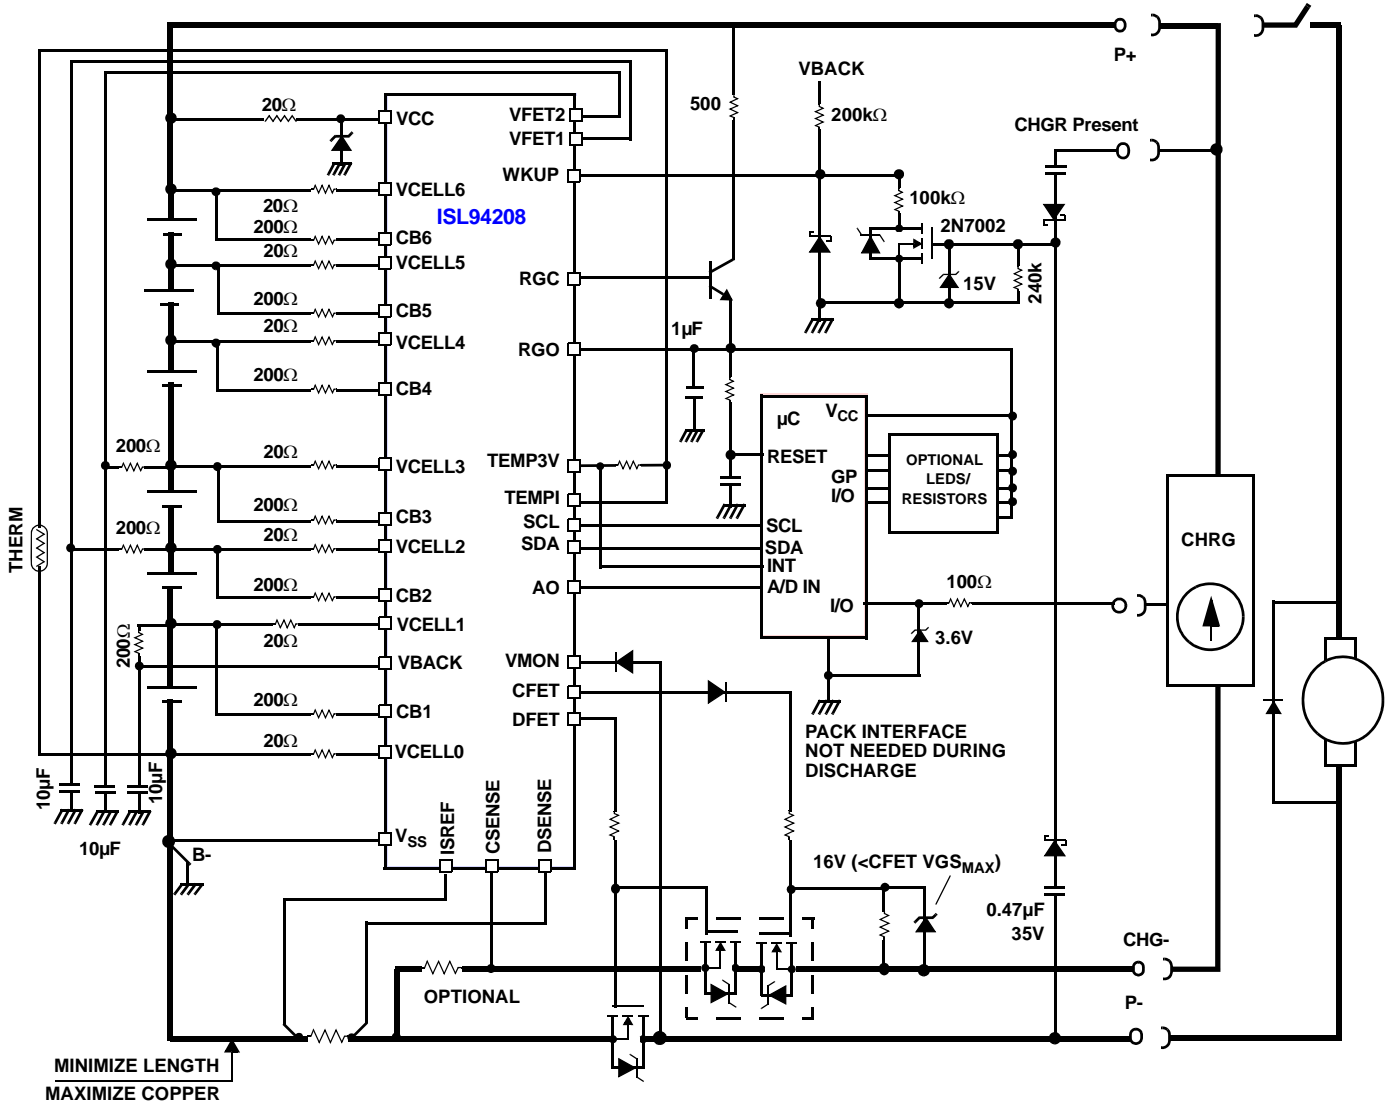 P+
VBACK
500
200kΩ
CHGR Present
20Ω
VCC
VFET2
VFET1
WKUP
ISL94208
VCELL6
20Ω
200Ω
CB6
20Ω
VCELL5
RGC
100kΩ
2N7002
15V
240k
200Ω
CB5
20Ω
VCELL4
RGO
1µF
200Ω
CB4
µC
VCC
RESET
GP
I/O
OPTIONAL
LEDS/
RESISTORS
200Ω
20Ω
VCELL3
TEMP3V
TEMPI
200Ω
CB3
SCL
SCL
THERM
200Ω
20Ω
VCELL2
SDA
SDA
INT
CHRG
200Ω
CB2
AO
A/D IN
I/O
100Ω
3.6V
VCELL1
20Ω
200Ω
VBACK
VMON
CFET
200Ω
CB1
DFET
20Ω
VCELL0
PACK INTERFACE
NOT NEEDED DURING
DISCHARGE
10µF
10µF
10µF
VSS
ISREF
CSENSE
DSENSE
B-
16V (<CFET VGSMAX)
0.47µF
35V
CHG-
OPTIONAL
P-
MINIMIZE LENGTH
MAXIMIZE COPPER